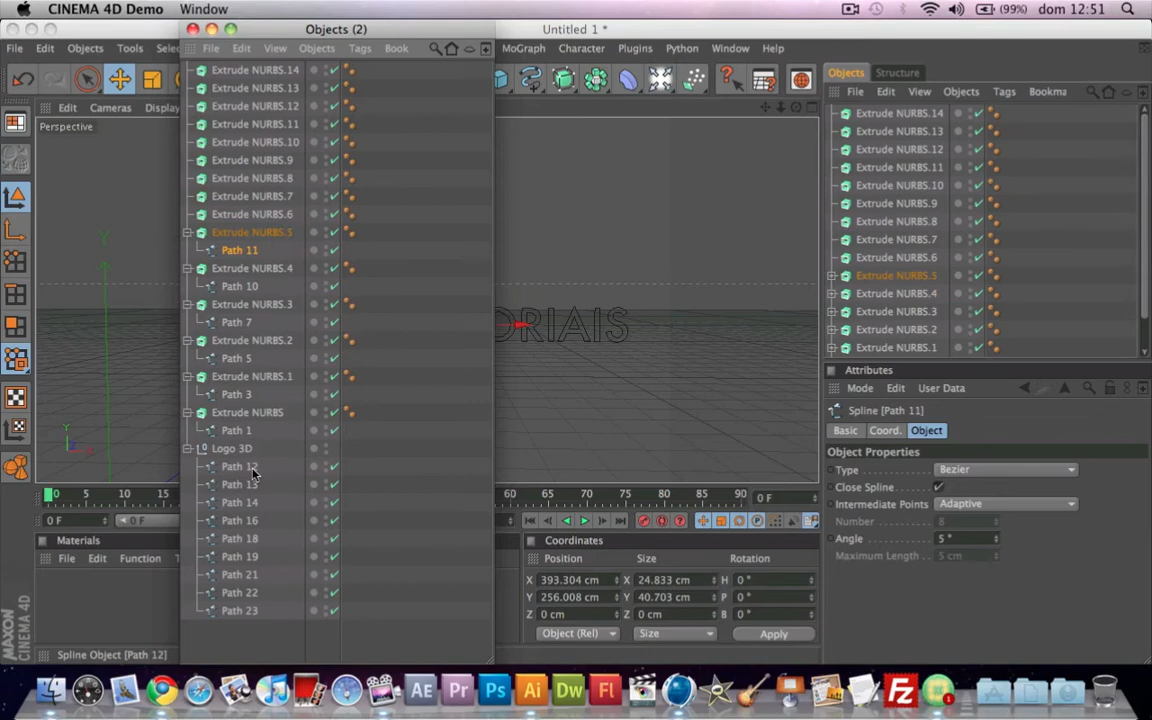 CINEMA 4D Demo Window (99%) dom 12:51
Objects (2)
Untitled 1 *
File Edit Objects Tools Selec
File Edit View Objects Tags Book
MoGraph Character Plugins Python Window Help
Objects Structure
Edit Cameras Display
File Edit View Objects Tags Bookma
Perspective
Extrude NURBS.14
Extrude NURBS.13
Extrude NURBS.12
Extrude NURBS.11
Extrude NURBS.10
Extrude NURBS.9
Extrude NURBS.8
Extrude NURBS.7
Extrude NURBS.6
Extrude NURBS.5
Path 11
Extrude NURBS.4
Path 10
Extrude NURBS.3
Path 7
Extrude NURBS.2
Path 5
Extrude NURBS.1
Path 3
Extrude NURBS
Path 1
Logo 3D
Path 12
Path 13
Path 14
Path 16
Path 18
Path 19
Path 21
Path 22
Path 23
ORIAIS
Y
Y
X
Extrude NURBS.14
Extrude NURBS.13
Extrude NURBS.12
Extrude NURBS.11
Extrude NURBS.10
Extrude NURBS.9
Extrude NURBS.8
Extrude NURBS.7
Extrude NURBS.6
Extrude NURBS.5
Extrude NURBS.4
Extrude NURBS.3
Extrude NURBS.2
Extrude NURBS.1
Attributes
Mode Edit User Data
Spline [Path 11]
Basic Coord. Object
Object Properties
Type Bezier
Close Spline
Intermediate Points Adaptive
Number 8
Angle 5 °
Maximum Length 5 cm
0 5 10 15 60 65 70 75 80 85 90 0 F
0 F 0 F
Materials
File Edit Function
Coordinates
Position Size Rotation
X 393.304 cm X 24.833 cm H 0 °
Y 256.008 cm Y 40.703 cm P 0 °
Z 0 cm Z 0 cm B 0 °
Object (Rel) Size Apply
MAXON
CINEMA 4D
Spline Object [Path 12]
AE Pr Ps Ai Dw Fl FZ